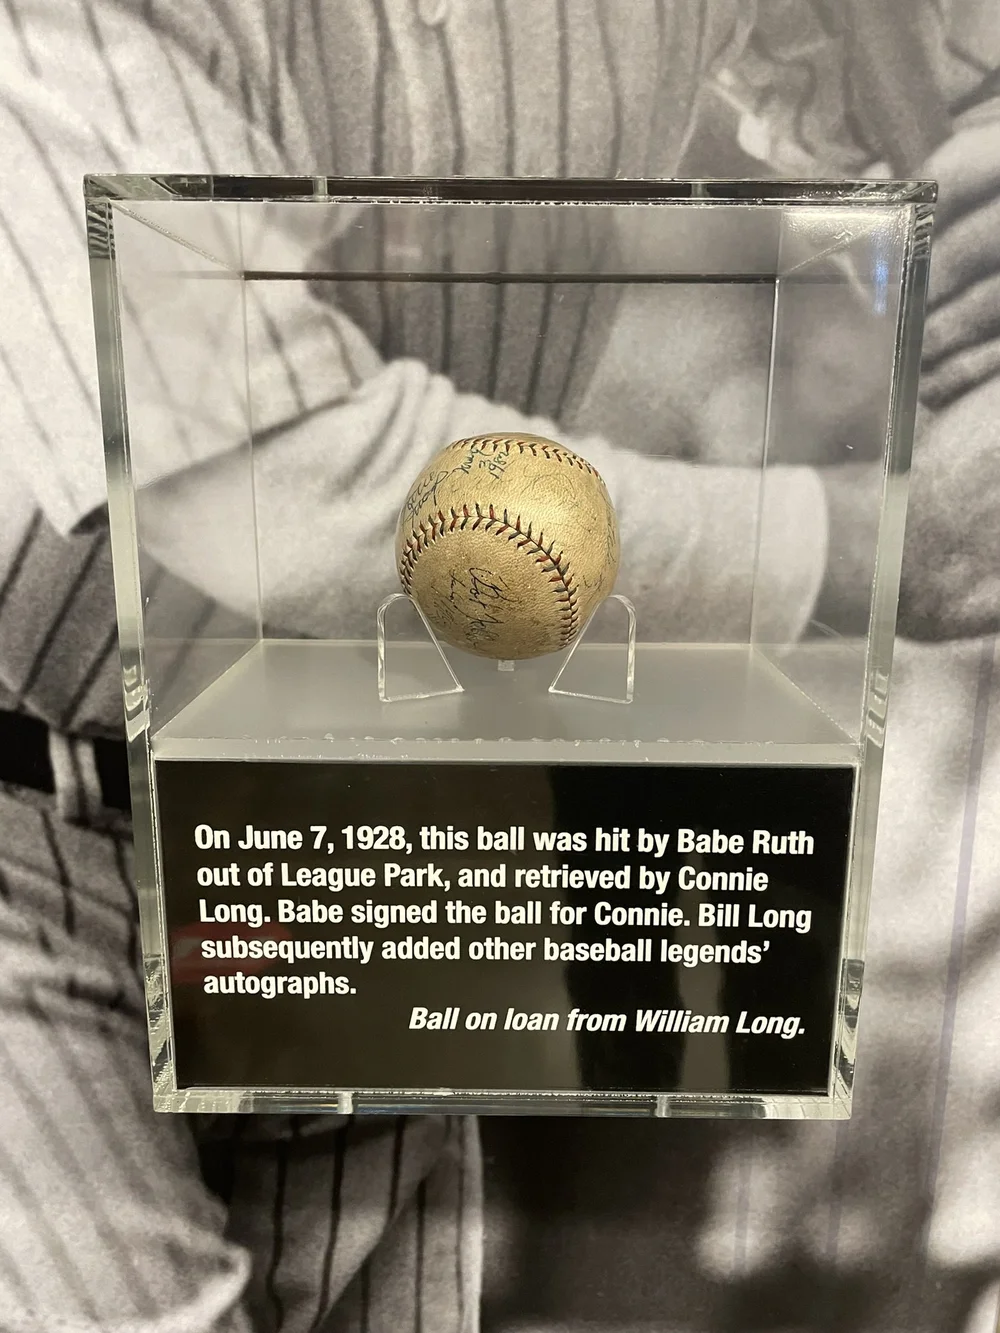 On June 7, 1928, this ball was hit by Babe Ruth
out of League Park, and retrieved by Connie
Long. Babe signed the ball for Connie. Bill Long
subsequently added other baseball legends’
autographs.
Ball on loan from William Long.